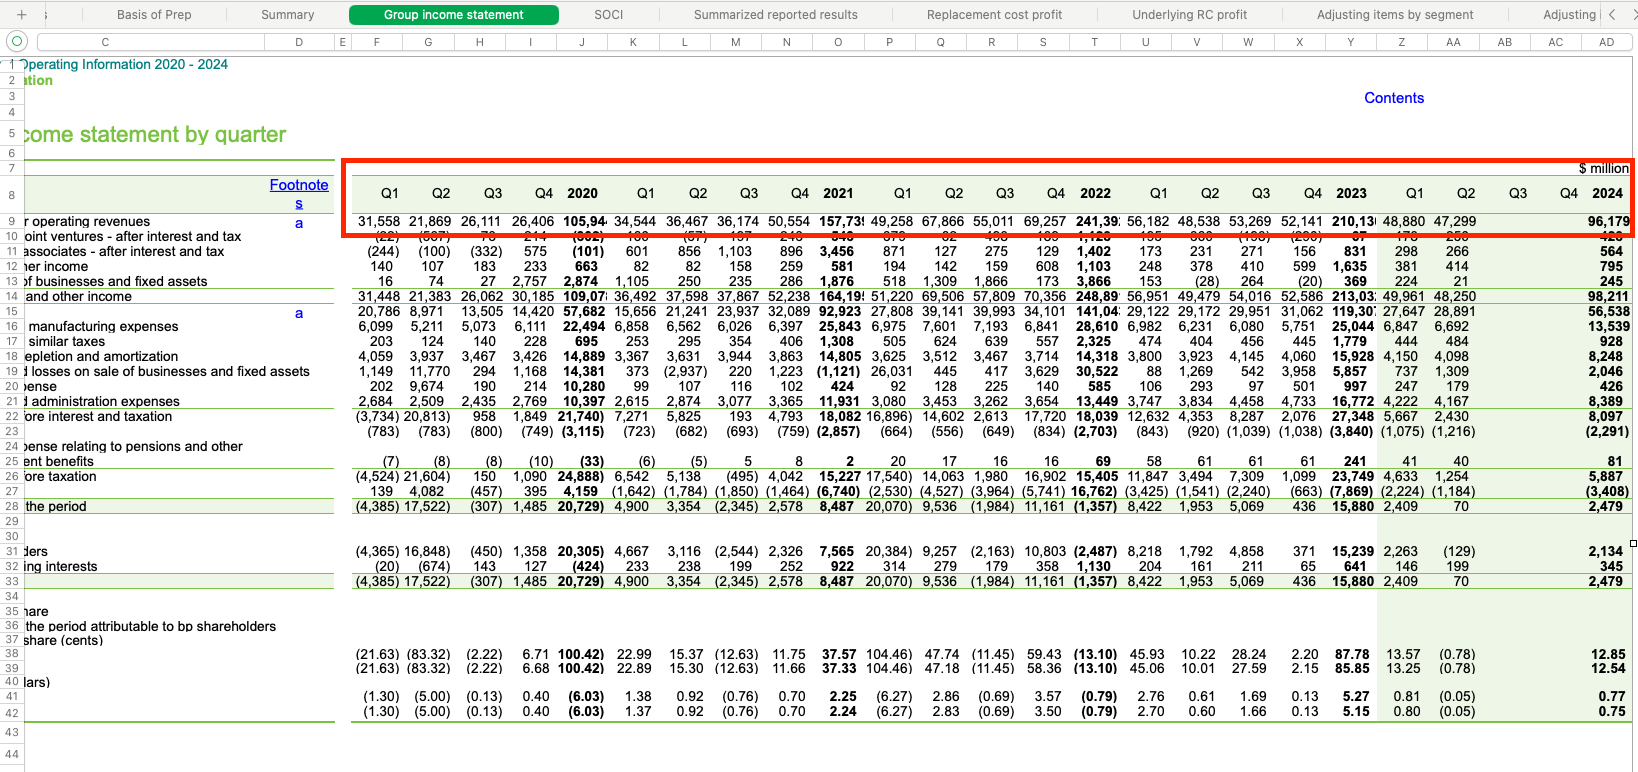 + s Basis of Prep Summary Group income statement SOCI Summarized reported results Replacement cost profit Underlying RC profit Adjusting items by segment Adjusting
C D E F G H I J K L M N O P Q R S T U V W X Y Z AA AB AC AD
1 Operating Information 2020 - 2024
2 ation
3 Contents
4
5 come statement by quarter
6
7 $ million
8 Footnotes Q1 Q2 Q3 Q4 2020 Q1 Q2 Q3 Q4 2021 Q1 Q2 Q3 Q4 2022 Q1 Q2 Q3 Q4 2023 Q1 Q2 Q3 Q4 2024
9 r operating revenues a 31,558 21,869 26,111 26,406 105,94 34,544 36,467 36,174 50,554 157,73 49,258 67,866 55,011 69,257 241,39 56,182 48,538 53,269 52,141 210,13 48,880 47,299 96,179
10 oint ventures - after interest and tax
11 associates - after interest and tax (244) (100) (332) 575 (101) 601 856 1,103 896 3,456 871 127 275 129 1,402 173 231 271 156 831 298 266 564
12 er income 140 107 183 233 663 82 82 158 259 581 194 142 159 608 1,103 248 378 410 599 1,635 381 414 795
13 of businesses and fixed assets 16 74 27 2,757 2,874 1,105 250 235 286 1,876 518 1,309 1,866 173 3,866 153 (28) 264 (20) 369 224 21 245
14 and other income 31,448 21,383 26,062 30,185 109,07 36,492 37,598 37,867 52,238 164,19 51,220 69,506 57,809 70,356 248,89 56,951 49,479 54,016 52,586 213,03 49,961 48,250 98,211
15 a 20,786 8,971 13,505 14,420 57,682 15,656 21,241 23,937 32,089 92,923 27,808 39,141 39,993 34,101 141,04 29,122 29,172 29,951 31,062 119,30 27,647 28,891 56,538
16 manufacturing expenses 6,099 5,211 5,073 6,111 22,494 6,858 6,562 6,026 6,397 25,843 6,975 7,601 7,193 6,841 28,610 6,982 6,231 6,080 5,751 25,044 6,847 6,692 13,539
17 similar taxes 203 124 140 228 695 253 295 354 406 1,308 505 624 639 557 2,325 474 404 456 445 1,779 444 484 928
18 epletion and amortization 4,059 3,937 3,467 3,426 14,889 3,367 3,631 3,944 3,863 14,805 3,625 3,512 3,467 3,714 14,318 3,800 3,923 4,145 4,060 15,928 4,150 4,098 8,248
19 d losses on sale of businesses and fixed assets 1,149 11,770 294 1,168 14,381 373 (2,937) 220 1,223 (1,121) 26,031 445 417 3,629 30,522 88 1,269 542 3,958 5,857 737 1,309 2,046
20 pense 202 9,674 190 214 10,280 99 107 116 102 424 92 128 225 140 585 106 293 97 501 997 247 179 426
21 d administration expenses 2,684 2,509 2,435 2,769 10,397 2,615 2,874 3,077 3,365 11,931 3,080 3,453 3,262 3,654 13,449 3,747 3,834 4,458 4,733 16,772 4,222 4,167 8,389
22 ore interest and taxation (3,734) 20,813) 958 1,849 21,740) 7,271 5,825 193 4,793 18,082 16,896) 14,602 2,613 17,720 18,039 12,632 4,353 8,287 2,076 27,348 5,667 2,430 8,097
23 (783) (783) (800) (749) (3,115) (723) (682) (693) (759) (2,857) (664) (556) (649) (834) (2,703) (843) (920) (1,039) (1,038) (3,840) (1,075) (1,216) (2,291)
24 pense relating to pensions and other
25 ent benefits (7) (8) (8) (10) (33) (6) (5) 5 8 2 20 17 16 16 69 58 61 61 61 241 41 40 81
26 ore taxation (4,524) 21,604) 150 1,090 24,888) 6,542 5,138 (495) 4,042 15,227 17,540) 14,063 1,980 16,902 15,405 11,847 3,494 7,309 1,099 23,749 4,633 1,254 5,887
27 139 4,082 (457) 395 4,159 (1,642) (1,784) (1,850) (1,464) (6,740) (2,530) (4,527) (3,964) (5,741) 16,762) (3,425) (1,541) (2,240) (663) (7,869) (2,224) (1,184) (3,408)
28 the period (4,385) 17,522) (307) 1,485 20,729) 4,900 3,354 (2,345) 2,578 8,487 20,070) 9,536 (1,984) 11,161 (1,357) 8,422 1,953 5,069 436 15,880 2,409 70 2,479
29
30
31 ders (4,365) 16,848) (450) 1,358 20,305) 4,667 3,116 (2,544) 2,326 7,565 20,384) 9,257 (2,163) 10,803 (2,487) 8,218 1,792 4,858 371 15,239 2,263 (129) 2,134
32 ing interests (20) (674) 143 127 (424) 233 238 199 252 922 314 279 179 358 1,130 204 161 211 65 641 146 199 345
33 (4,385) 17,522) (307) 1,485 20,729) 4,900 3,354 (2,345) 2,578 8,487 20,070) 9,536 (1,984) 11,161 (1,357) 8,422 1,953 5,069 436 15,880 2,409 70 2,479
34
35 hare
36 the period attributable to bp shareholders
37 share (cents)
38 (21.63) (83.32) (2.22) 6.71 100.42) 22.99 15.37 (12.63) 11.75 37.57 104.46) 47.74 (11.45) 59.43 (13.10) 45.93 10.22 28.24 2.20 87.78 13.57 (0.78) 12.85
39 (21.63) (83.32) (2.22) 6.68 100.42) 22.89 15.30 (12.63) 11.66 37.33 104.46) 47.18 (11.45) 58.36 (13.10) 45.06 10.01 27.59 2.15 85.85 13.25 (0.78) 12.54
40 lars)
41 (1.30) (5.00) (0.13) 0.40 (6.03) 1.38 0.92 (0.76) 0.70 2.25 (6.27) 2.86 (0.69) 3.57 (0.79) 2.76 0.61 1.69 0.13 5.27 0.81 (0.05) 0.77
42 (1.30) (5.00) (0.13) 0.40 (6.03) 1.37 0.92 (0.76) 0.70 2.24 (6.27) 2.83 (0.69) 3.50 (0.79) 2.70 0.60 1.66 0.13 5.15 0.80 (0.05) 0.75
43
44